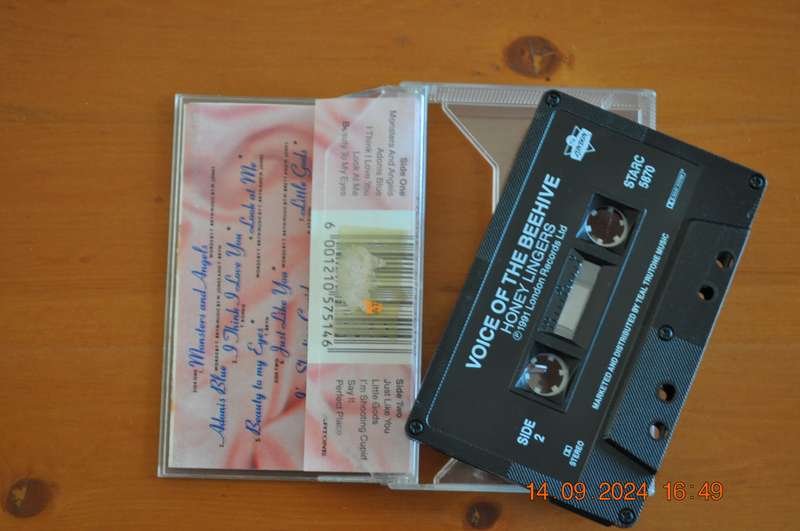 Side One
Monsters And Angels
Adonis Blue
I Think I Love You
Look At Me
Beauty To My Eyes
6 001210 575146
Side Two
Just Like You
Little Gods
I'm Shooting Cupid
Say It
Perfect Place
Monsters and Angels
Adonis Blue
I Think I Love You
Look at Me
Beauty to my Eyes
Just Like You
Little Gods
LONDON
STARC
5670
VOICE OF THE BEEHIVE
HONEY LINGERS
℗ 1991 London Records Ltd
MARKETED AND DISTRIBUTED BY TEAL TRUTONE MUSIC
SIDE
2
STEREO
14 09 2024 16:49